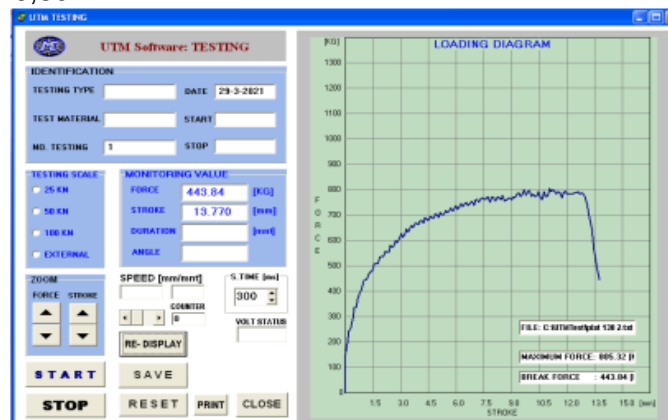 UTM TESTING
UTM Software: TESTING
IDENTIFICATION
TESTING TYPE
DATE 29-3-2021
TEST MATERIAL
START
NO. TESTING 1
STOP
TESTING SCALE
25 KN
50 KN
100 KN
EXTERNAL
MONITORING VALUE
FORCE 443.84 [KG]
STROKE 13.770 [mm]
DURATION [mnt]
ANGLE
ZOOM
FORCE STROKE
SPEED [mm/mnt]
COUNTER
0
S.TIME [ms]
300
VOLT STATUS
RE-DISPLAY
START
SAVE
STOP
RESET
PRINT
CLOSE
LOADING DIAGRAM
[KG]
1300
1200
1100
1000
900
800
700
600
500
400
300
200
100
0
FORCE
1.5 3.0 4.5 6.0 7.5 9.0 10.5 12.0 13.5 15.0 [mm]
STROKE
MAXIMUM FORCE: 805.32
BREAK FORCE : 443.84